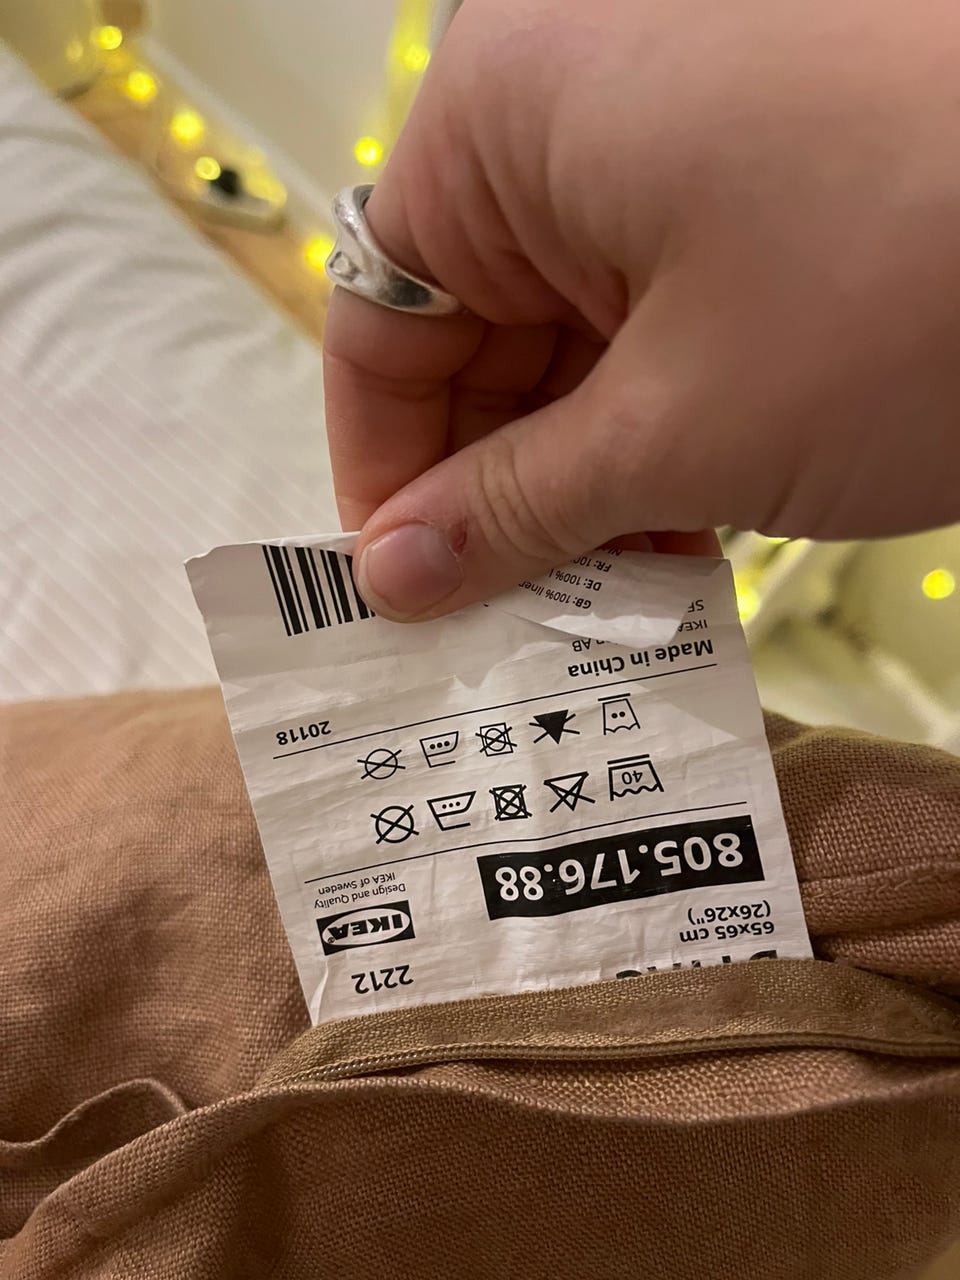 65x65 cm
(26x26")
2212
IKEA®
Design and Quality
IKEA of Sweden
805.176.88
40
20118
Made in China
IKEA AB
GB: 100% linen
DE: 100%
FR: 100